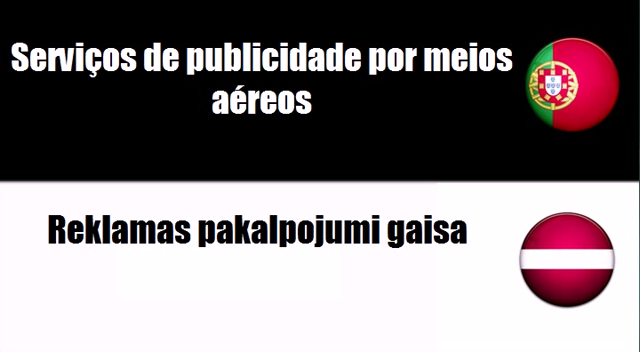 Serviços de publicidade por meios
aéreos
Reklamas pakalpojumi gaisa